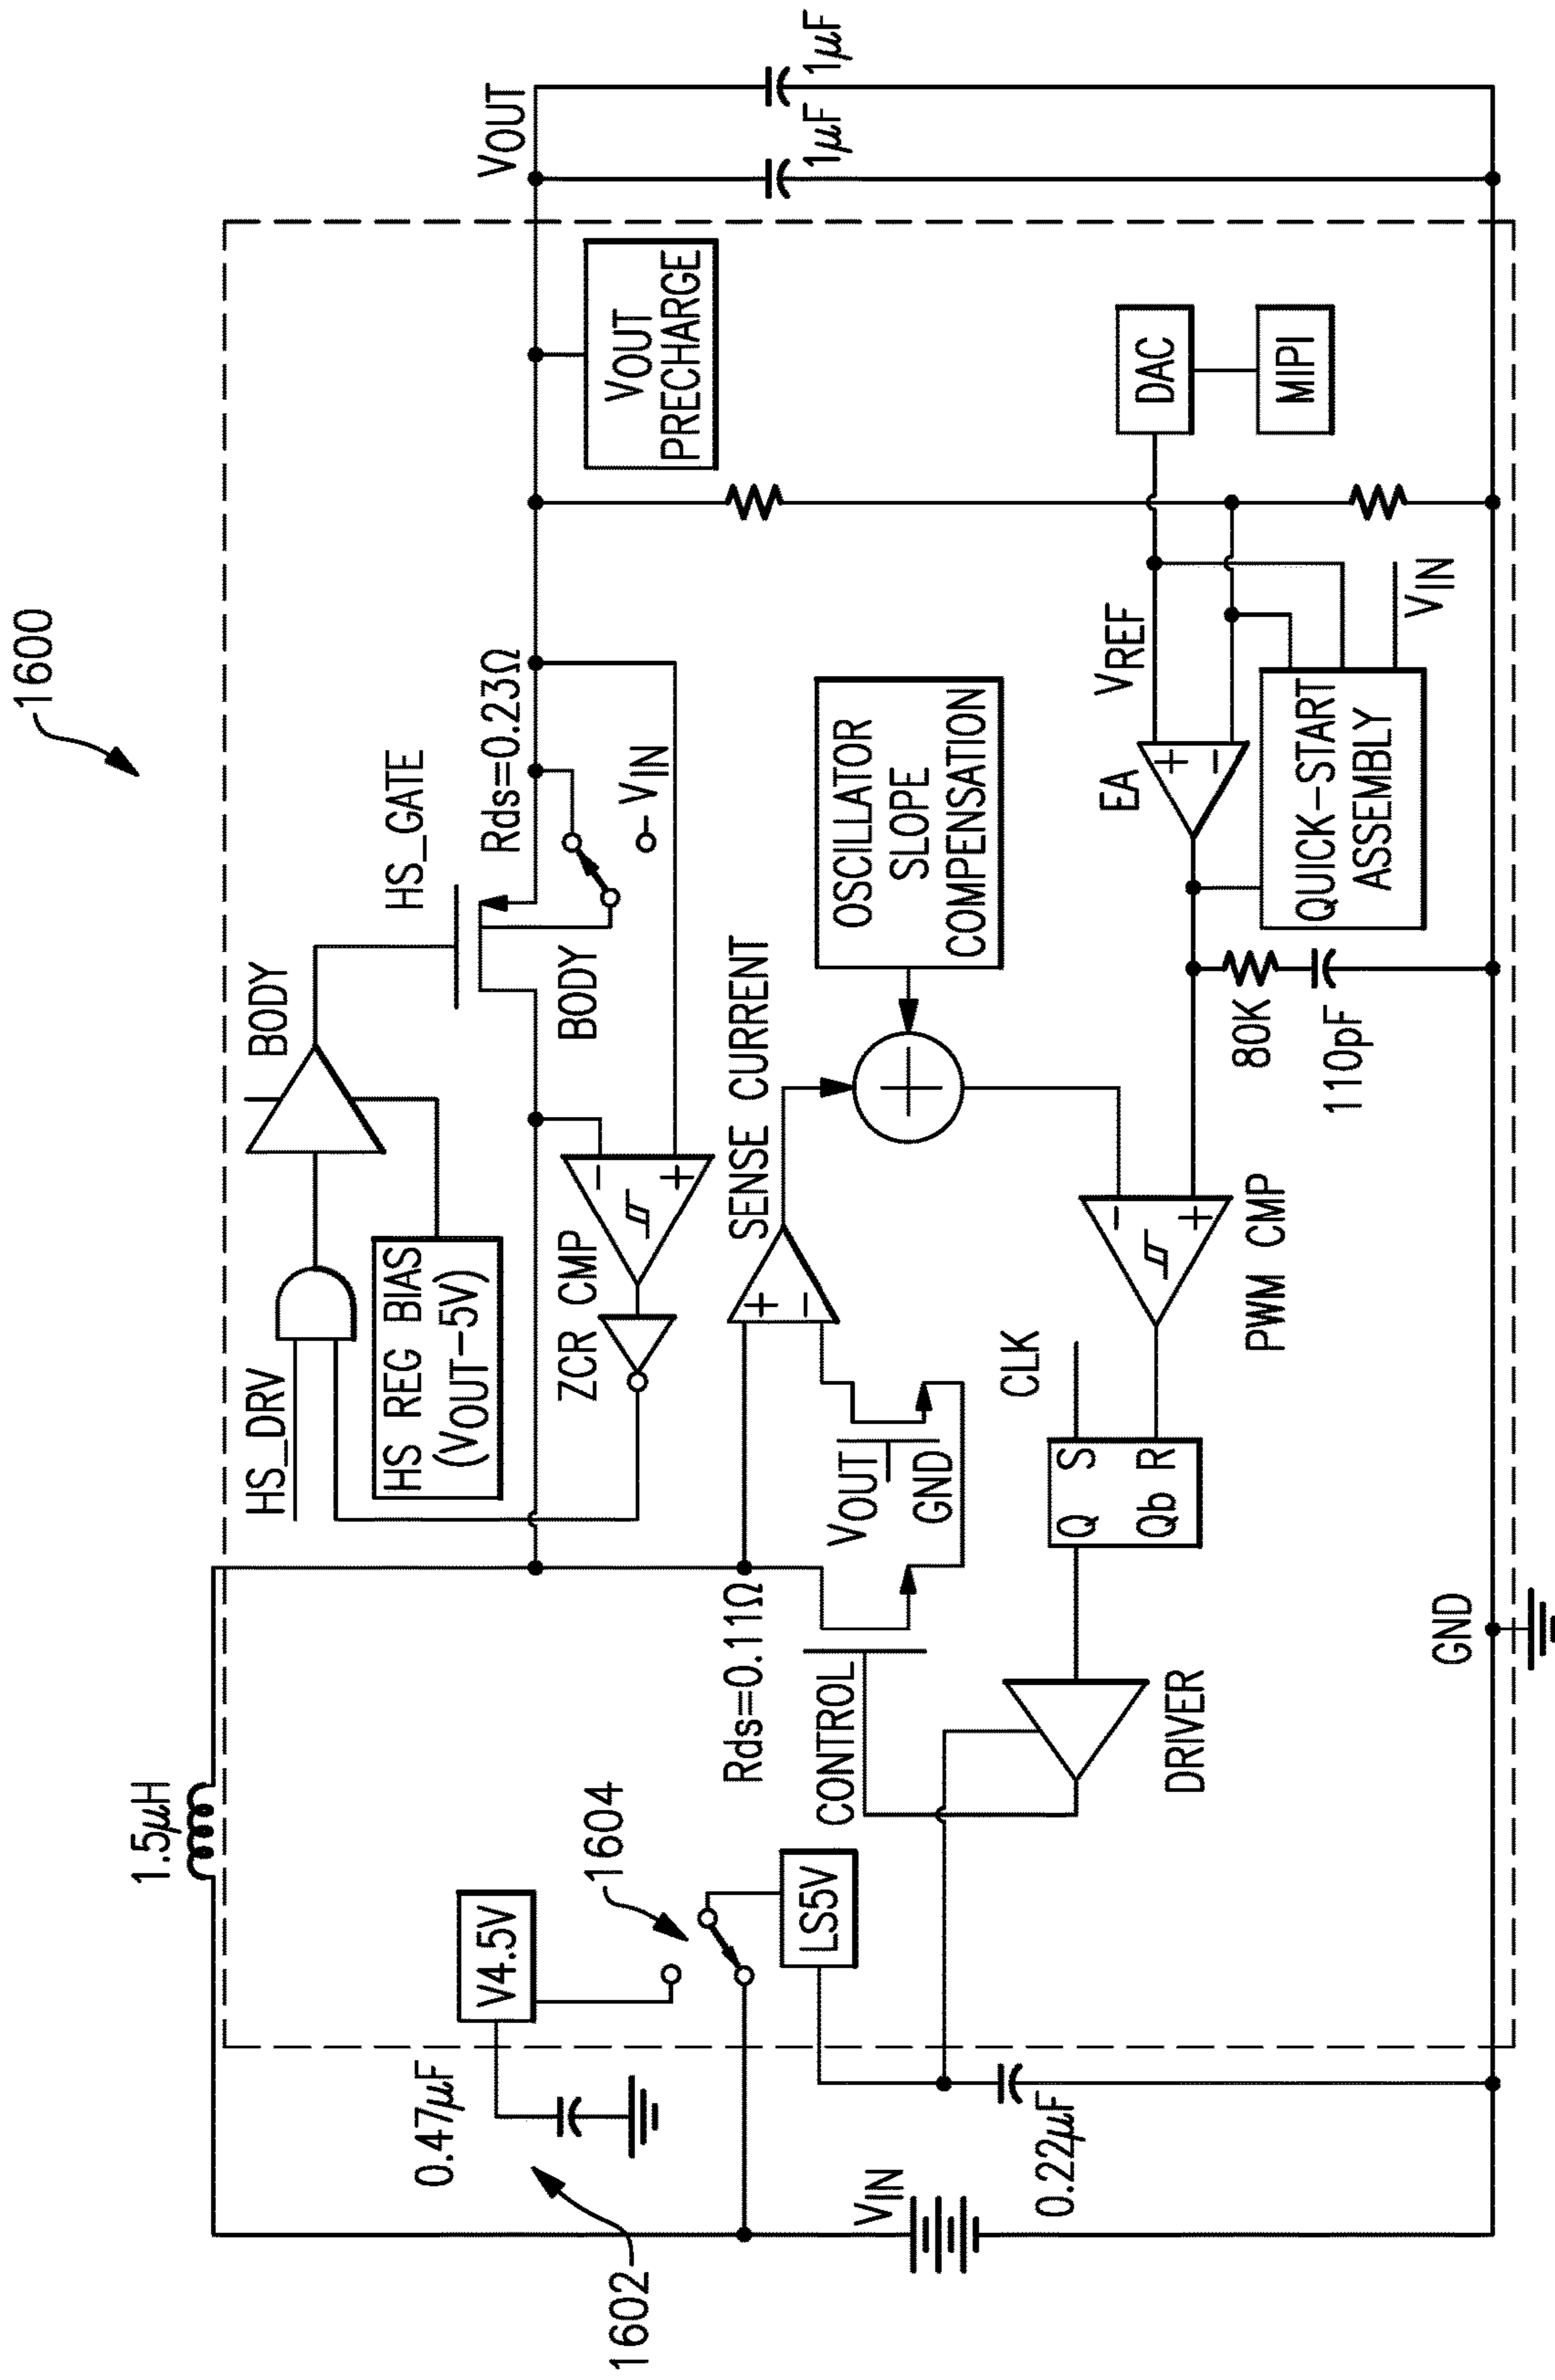 1600
1.5µH
HS_DRV
BODY
HS REG BIAS
(VOUT−5V)
HS_GATE
Rds=0.23Ω
VOUT
1µF
1µF
VOUT
PRECHARGE
V4.5V
0.47µF
1602
1604
ZCR CMP
−
+
BODY
VIN
SENSE CURRENT
+
−
Rds=0.11Ω
CONTROL
VOUT
GND
LS5V
OSCILLATOR
SLOPE
COMPENSATION
+
VIN
0.22µF
DRIVER
CLK
Q S
Qb R
PWM CMP
−
+
EA
+
−
VREF
DAC
MIPI
80K
110pF
QUICK−START
ASSEMBLY
VIN
GND